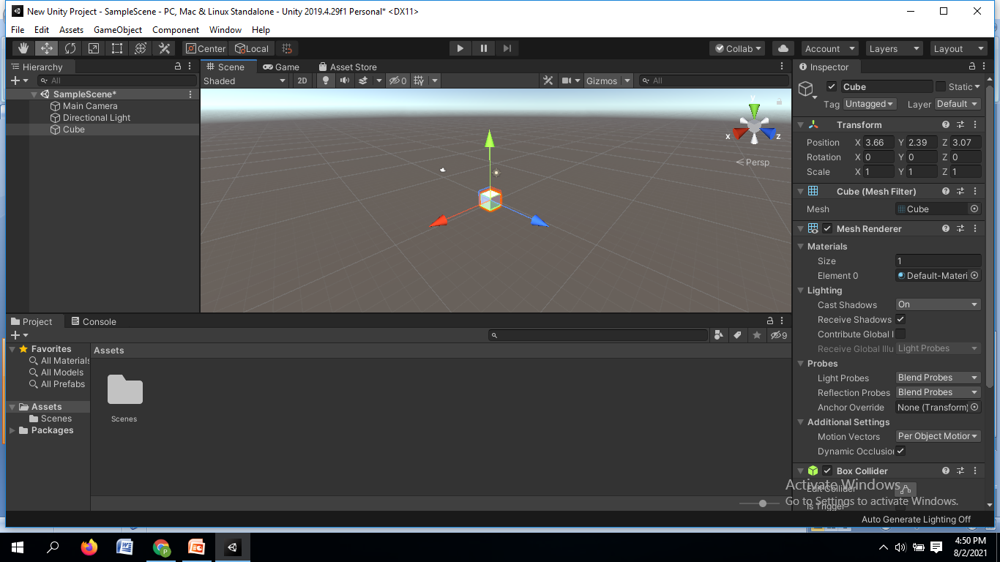 New Unity Project - SampleScene - PC, Mac & Linux Standalone - Unity 2019.4.29f1 Personal* <DX11>
File Edit Assets GameObject Component Window Help
Center Local Collab Account Layers Layout
Hierarchy
All
SampleScene*
Main Camera
Directional Light
Cube
Scene Game Asset Store
Shaded 2D 0 Gizmos All
y
x z
Persp
Inspector
Cube Static
Tag Untagged Layer Default
Transform
Position X 3.66 Y 2.39 Z 3.07
Rotation X 0 Y 0 Z 0
Scale X 1 Y 1 Z 1
Cube (Mesh Filter)
Mesh Cube
Mesh Renderer
Materials
Size 1
Element 0 Default-Materi
Lighting
Cast Shadows On
Receive Shadows
Contribute Global I
Receive Global Illu Light Probes
Probes
Light Probes Blend Probes
Reflection Probes Blend Probes
Anchor Override None (Transform)
Additional Settings
Motion Vectors Per Object Motion
Dynamic Occlusion
Box Collider
Edit Collider
Is Trigger
Activate Windows
Go to Settings to activate Windows.
Project Console
9
Favorites
All Materials
All Models
All Prefabs
Assets
Scenes
Packages
Assets
Scenes
Auto Generate Lighting Off
4:50 PM
8/2/2021